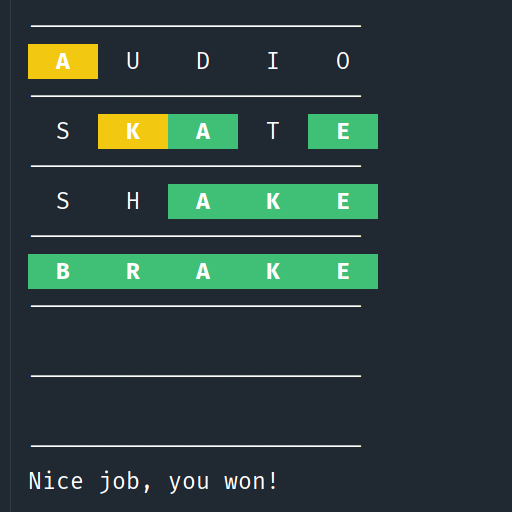 A U D I O
S K A T E
S H A K E
B R A K E
Nice job, you won!